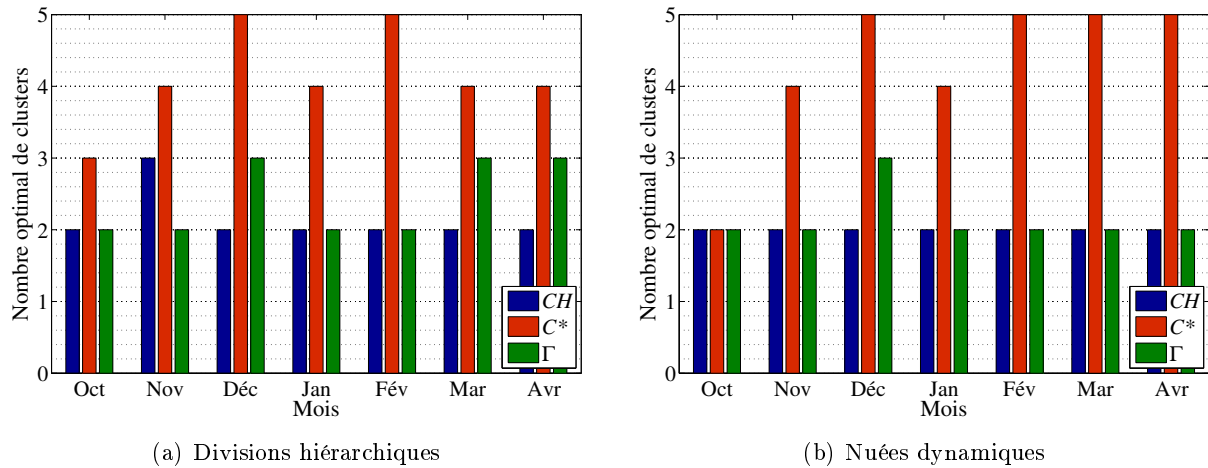 Nombre optimal de clusters
5
4
3
2
1
0
Oct Nov Déc Jan Fév Mar Avr
Mois
CH
C*
Γ
(a) Divisions hiérarchiques
Nombre optimal de clusters
5
4
3
2
1
0
Oct Nov Déc Jan Fév Mar Avr
Mois
CH
C*
Γ
(b) Nuées dynamiques